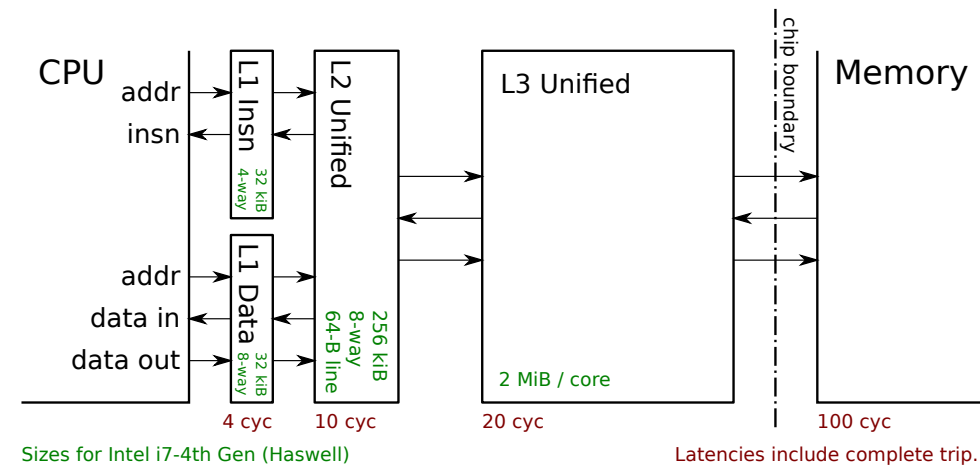 CPU
addr
insn
addr
data in
data out
L1 Insn
32 kiB
4-way
L1 Data
32 kiB
8-way
L2 Unified
256 kiB
8-way
64-B line
L3 Unified
2 MiB / core
chip boundary
Memory
4 cyc
10 cyc
20 cyc
100 cyc
Sizes for Intel i7-4th Gen (Haswell)
Latencies include complete trip.